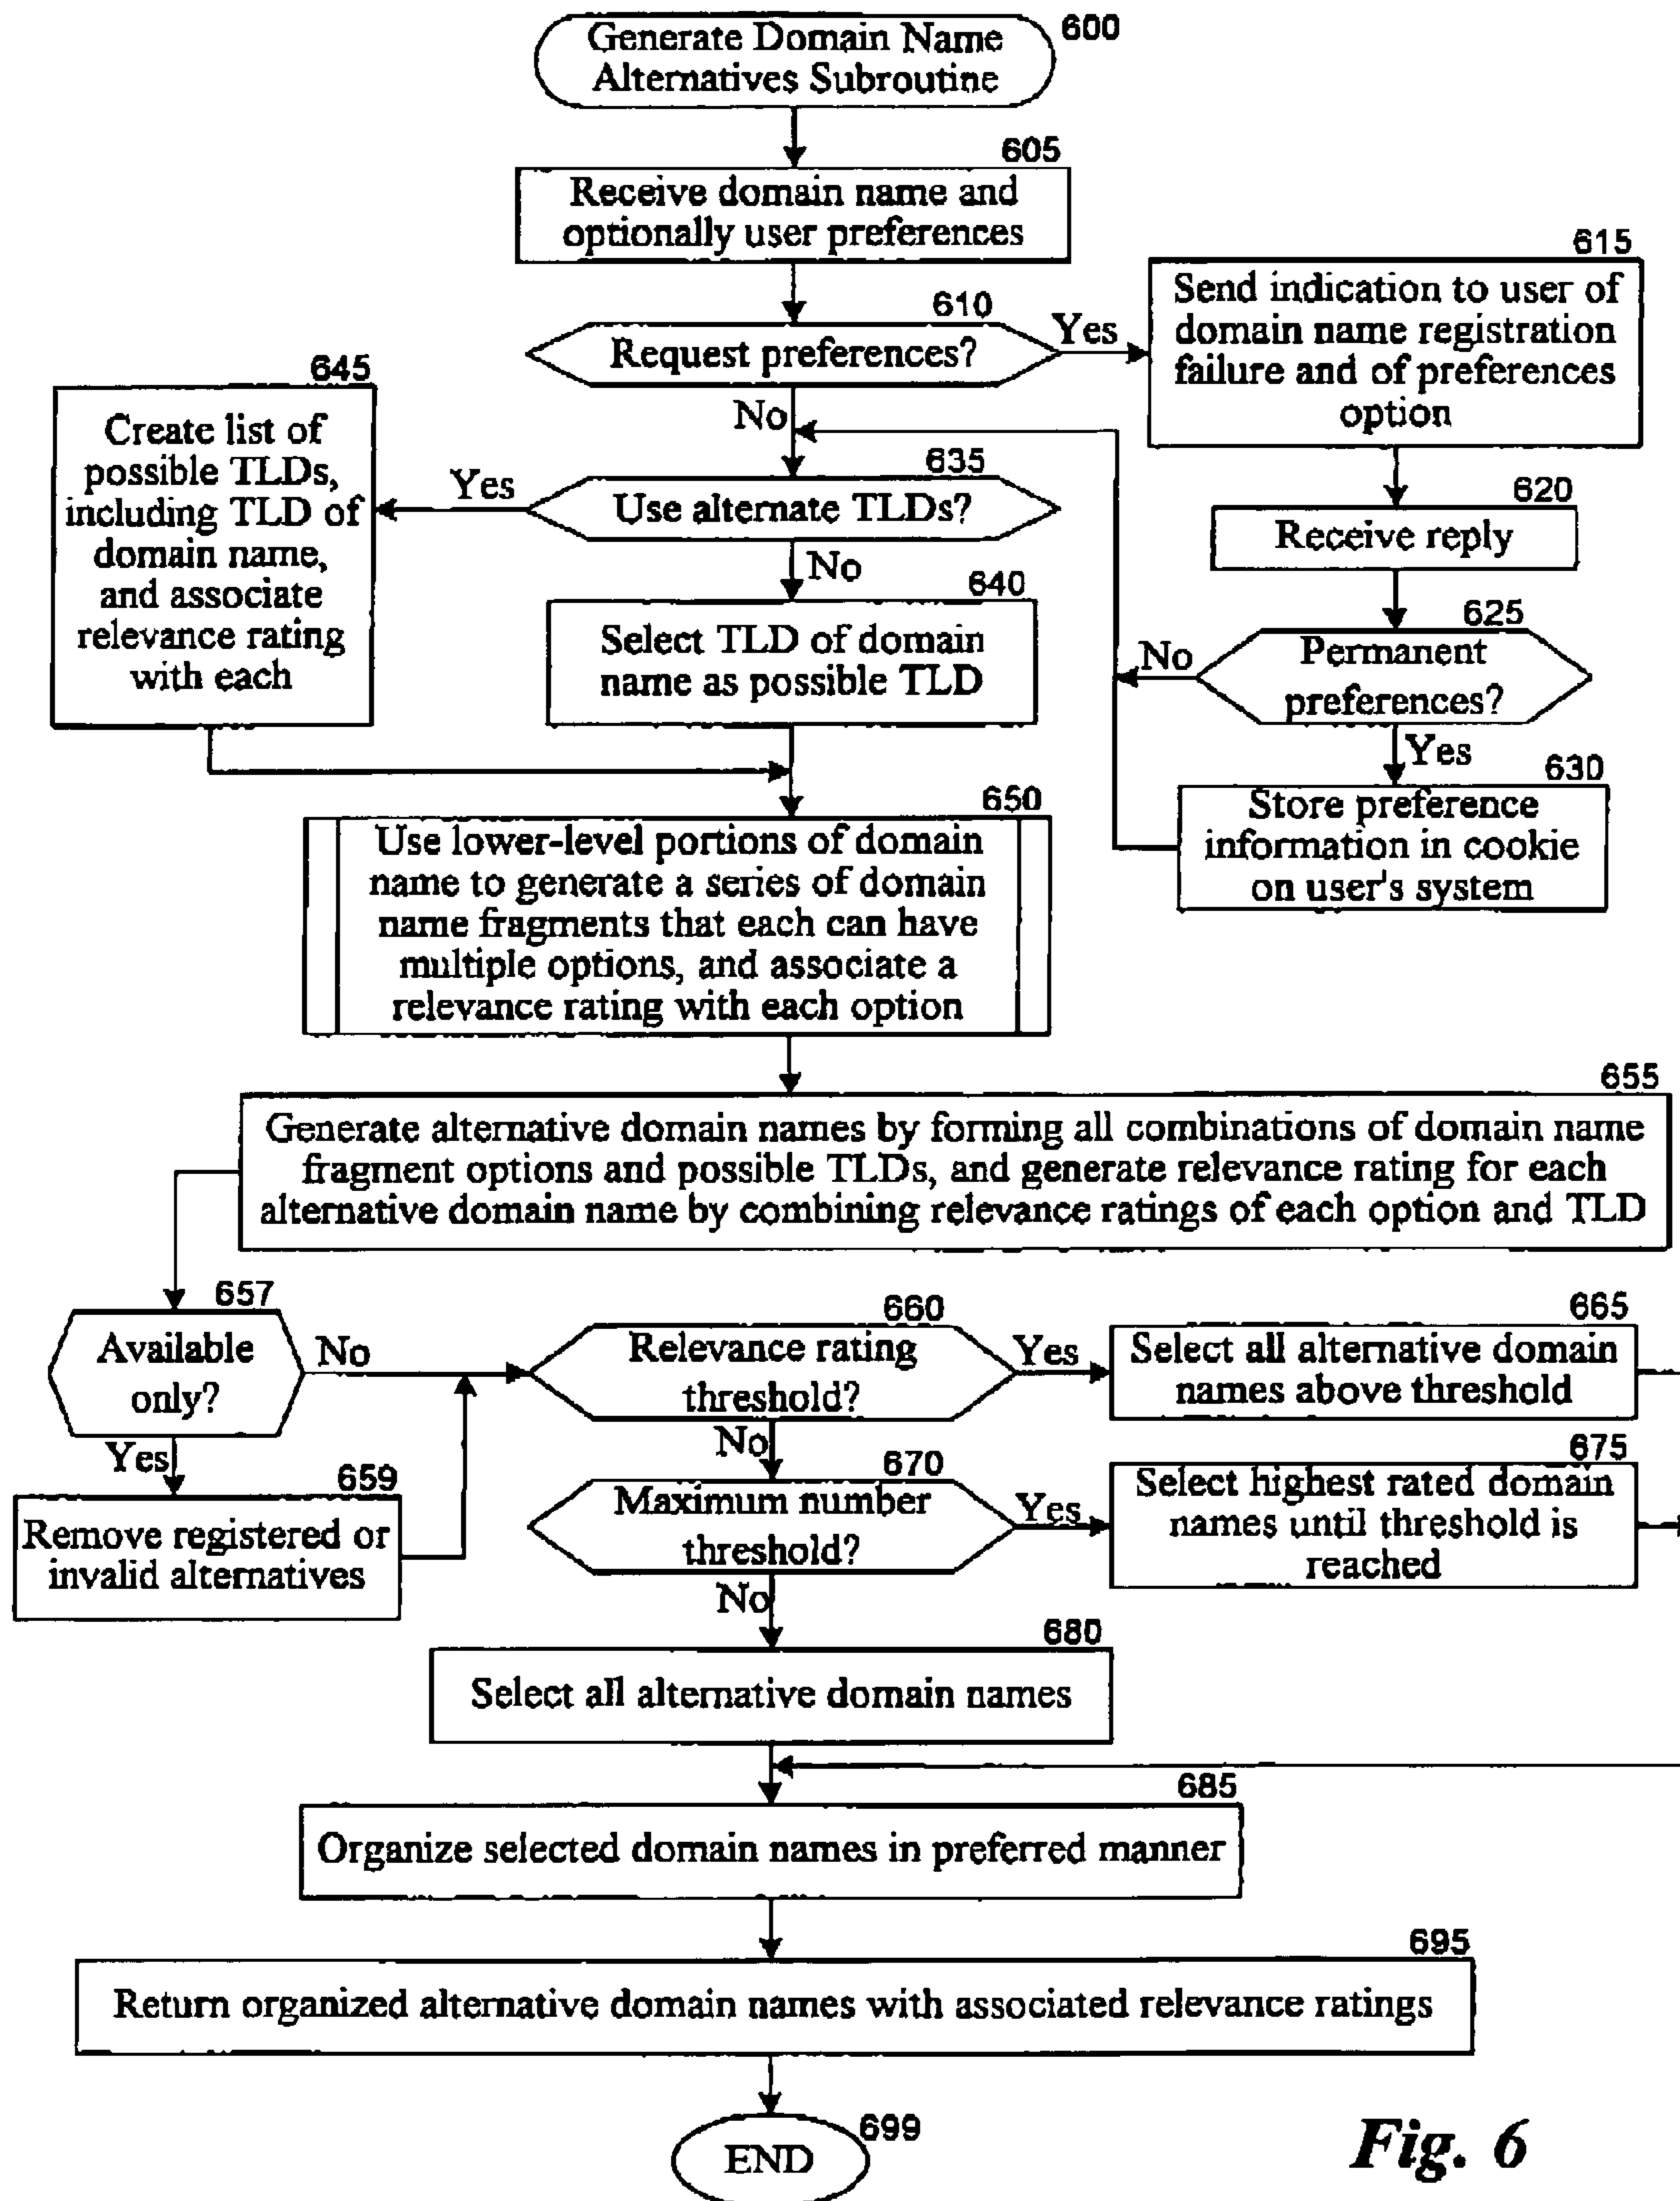 Generate Domain Name
Alternatives Subroutine
600
605
Receive domain name and
optionally user preferences
610
Request preferences?
Yes
No
615
Send indication to user of
domain name registration
failure and of preferences
option
620
Receive reply
625
Permanent
preferences?
No
Yes
630
Store preference
information in cookie
on user's system
635
Use alternate TLDs?
Yes
No
645
Create list of
possible TLDs,
including TLD of
domain name,
and associate
relevance rating
with each
640
Select TLD of domain
name as possible TLD
650
Use lower-level portions of domain
name to generate a series of domain
name fragments that each can have
multiple options, and associate a
relevance rating with each option
655
Generate alternative domain names by forming all combinations of domain name
fragment options and possible TLDs, and generate relevance rating for each
alternative domain name by combining relevance ratings of each option and TLD
657
Available
only?
No
Yes
659
Remove registered or
invalid alternatives
660
Relevance rating
threshold?
Yes
No
665
Select all alternative domain
names above threshold
670
Maximum number
threshold?
Yes
No
675
Select highest rated domain
names until threshold is
reached
680
Select all alternative domain names
685
Organize selected domain names in preferred manner
695
Return organized alternative domain names with associated relevance ratings
699
END
Fig. 6